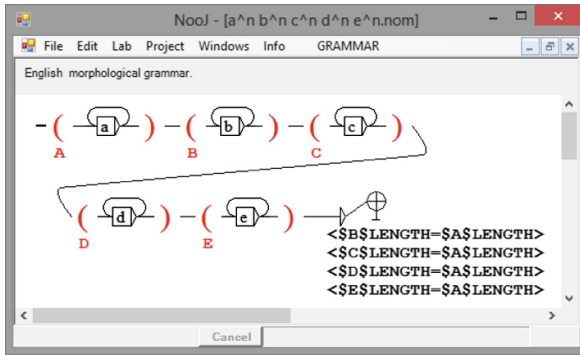 NooJ - [a^n b^n c^n d^n e^n.nom]
File Edit Lab Project Windows Info GRAMMAR
English morphological grammar.
( a ) ( b ) ( c )
A B C
( d ) ( e )
D E
<$B$LENGTH=$A$LENGTH>
<$C$LENGTH=$A$LENGTH>
<$D$LENGTH=$A$LENGTH>
<$E$LENGTH=$A$LENGTH>
Cancel